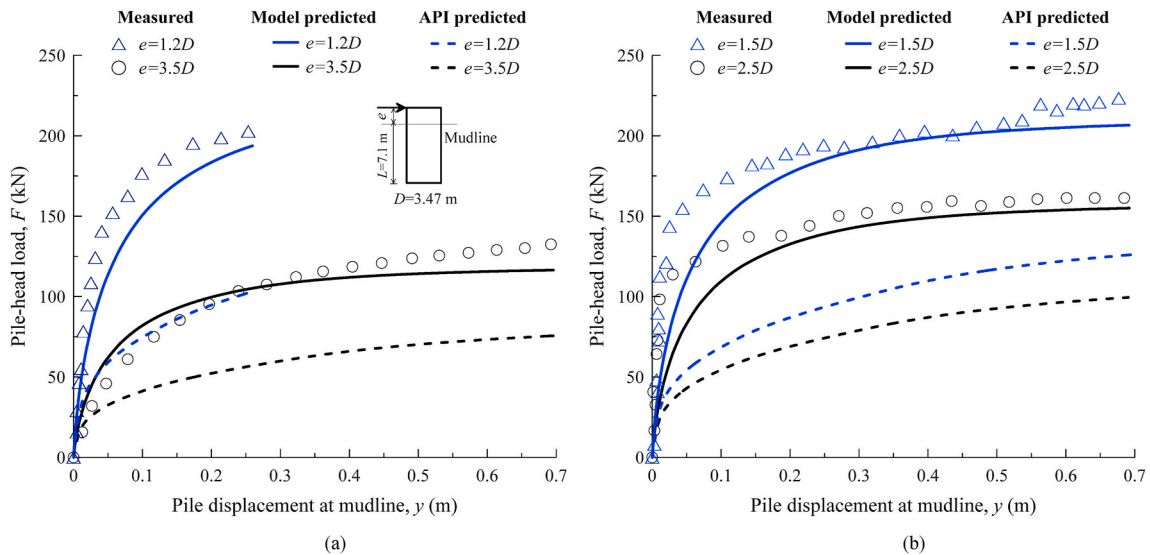 Measured Model predicted API predicted
e=1.2D e=1.2D e=1.2D
e=3.5D e=3.5D e=3.5D
250
200
150
100
50
0
Pile-head load, F (kN)
e
L=7.1 m
Mudline
D=3.47 m
0 0.1 0.2 0.3 0.4 0.5 0.6 0.7
Pile displacement at mudline, y (m)
(a)
Measured Model predicted API predicted
e=1.5D e=1.5D e=1.5D
e=2.5D e=2.5D e=2.5D
250
200
150
100
50
0
Pile-head load, F (kN)
0 0.1 0.2 0.3 0.4 0.5 0.6 0.7
Pile displacement at mudline, y (m)
(b)